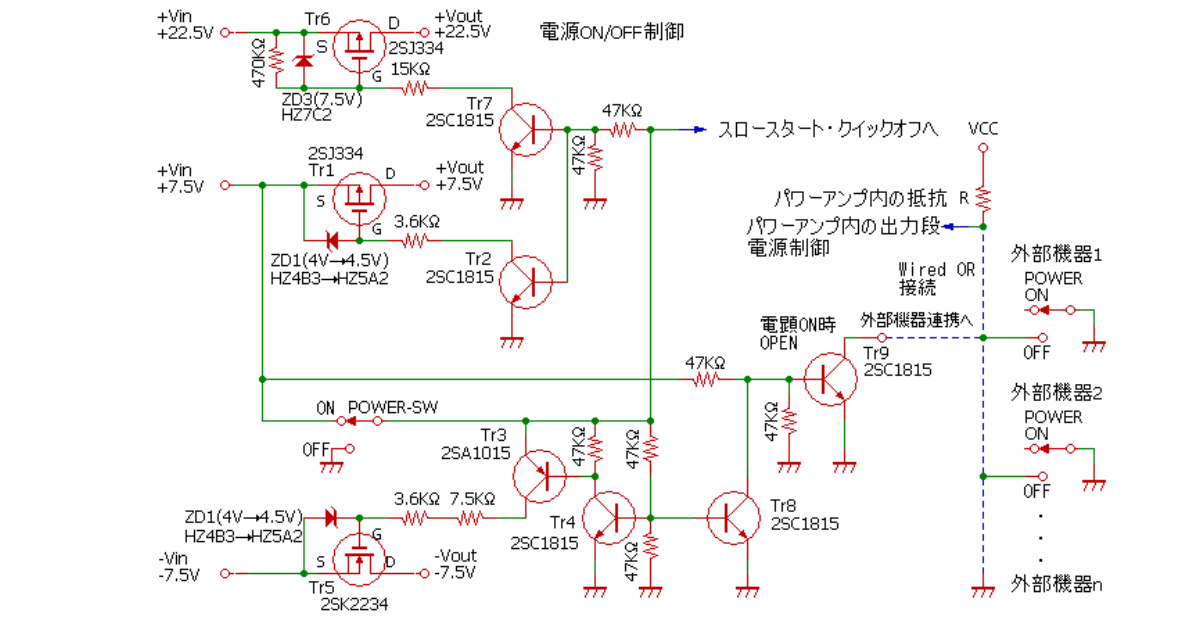 電源ON/OFF制御
+Vin
+22.5V
Tr6
S
D
G
2SJ334
+Vout
+22.5V
470KΩ
ZD3(7.5V)
HZ7C2
15KΩ
Tr7
2SC1815
47KΩ
47KΩ
スロースタート・クイックオフへ
+Vin
+7.5V
2SJ334
Tr1
S
D
G
+Vout
+7.5V
3.6KΩ
ZD1(4V→4.5V)
HZ4B3→HZ5A2
Tr2
2SC1815
VCC
パワーアンプ内の抵抗 R
パワーアンプ内の出力段
電源制御
Wired OR
接続
外部機器1
POWER
ON
OFF
電顕ON時
OPEN
外部機器連携へ
Tr9
2SC1815
47KΩ
47KΩ
外部機器2
POWER
ON
OFF
・
・
・
外部機器n
ON POWER-SW
OFF
Tr3
2SA1015
47KΩ
47KΩ
3.6KΩ 7.5KΩ
Tr4
2SC1815
47KΩ
Tr8
2SC1815
ZD1(4V→4.5V)
HZ4B3→HZ5A2
-Vin
-7.5V
S
G
D
Tr5
2SK2234
-Vout
-7.5V